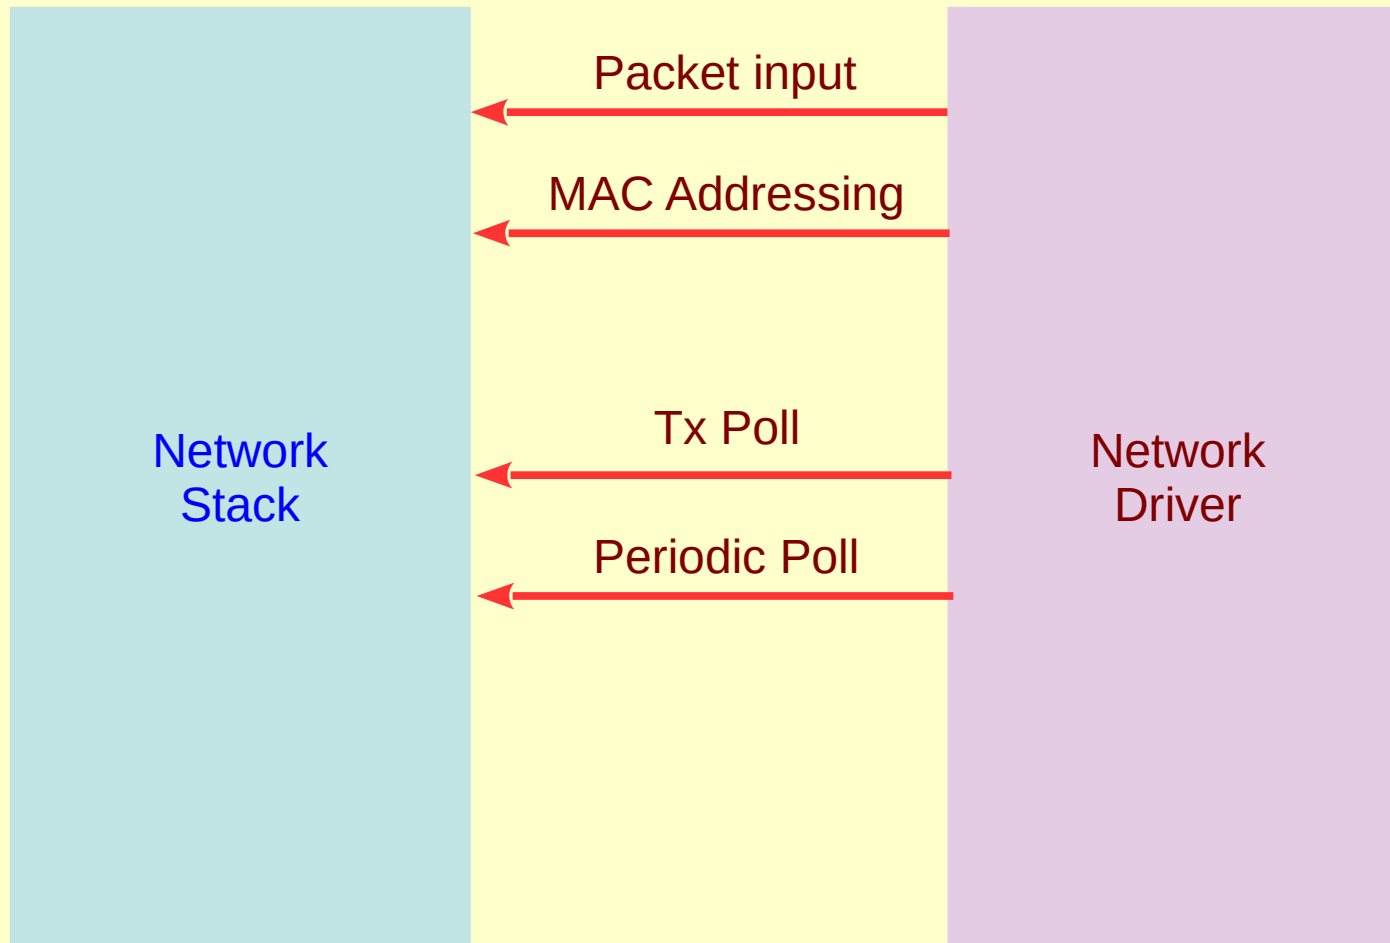 Packet input
MAC Addressing
Tx Poll
Network
Stack
Network
Driver
Periodic Poll